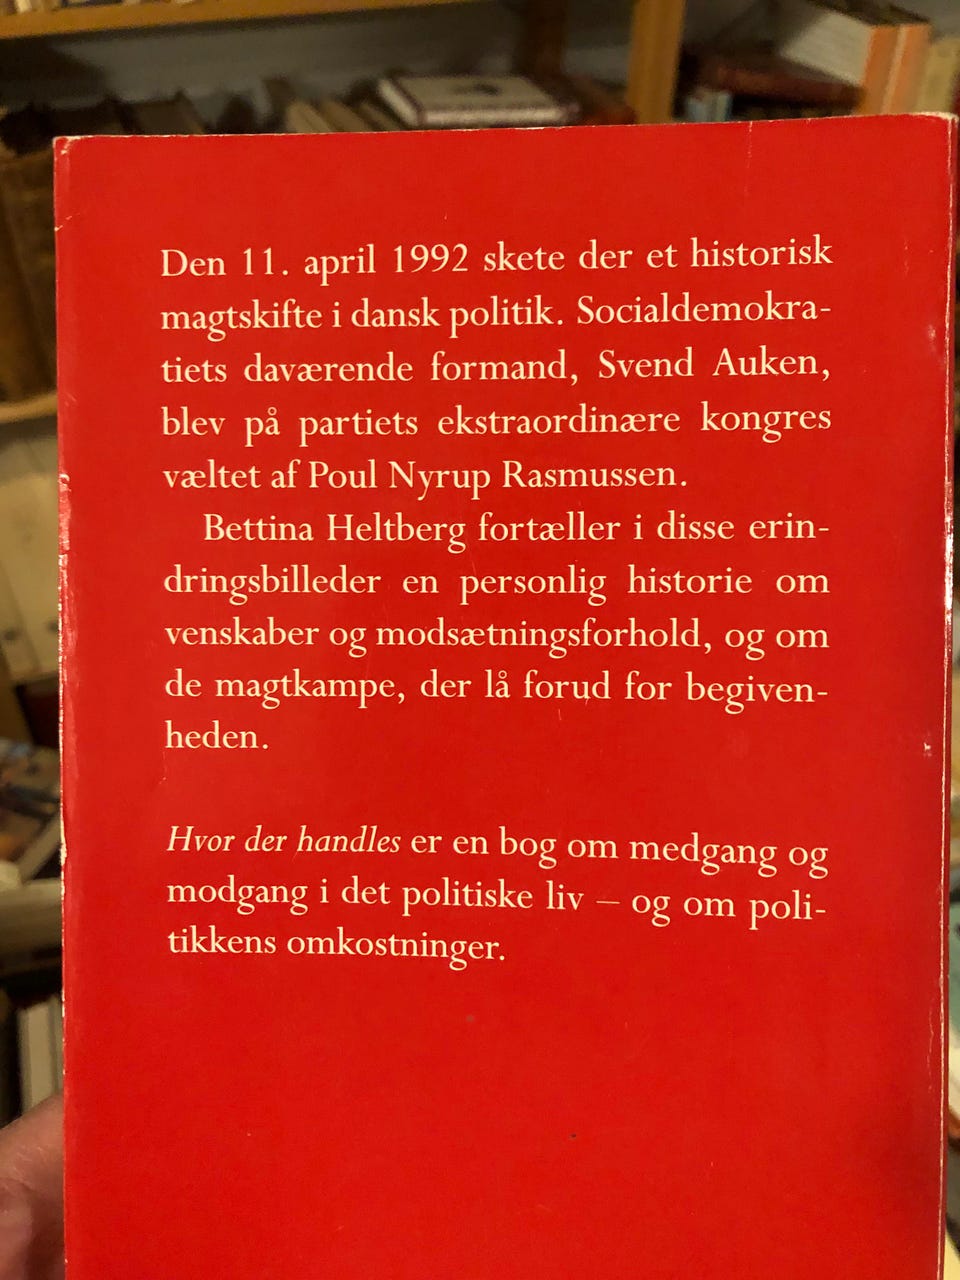 Den 11. april 1992 skete der et historisk
magtskifte i dansk politik. Socialdemokra-
tiets daværende formand, Svend Auken,
blev på partiets ekstraordinære kongres
væltet af Poul Nyrup Rasmussen.
Bettina Heltberg fortæller i disse erin-
dringsbilleder en personlig historie om
venskaber og modsætningsforhold, og om
de magtkampe, der lå forud for begiven-
heden.
Hvor der handles er en bog om medgang og
modgang i det politiske liv – og om poli-
tikkens omkostninger.